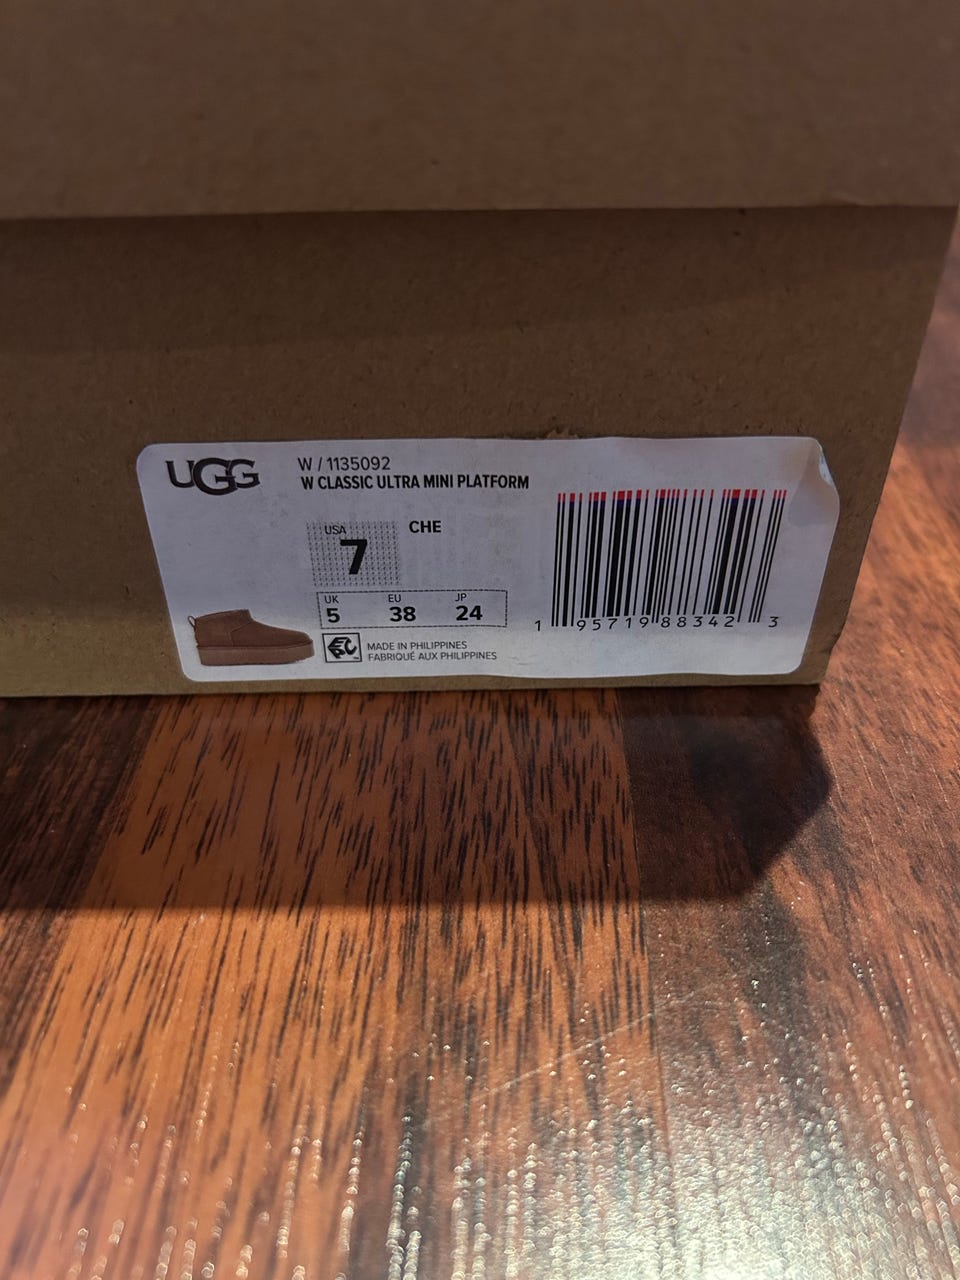 UGG
W / 1135092
W CLASSIC ULTRA MINI PLATFORM
USA
7
CHE
UK EU JP
5 38 24
MADE IN PHILIPPINES
FABRIQUÉ AUX PHILIPPINES
1 95719 88342 3